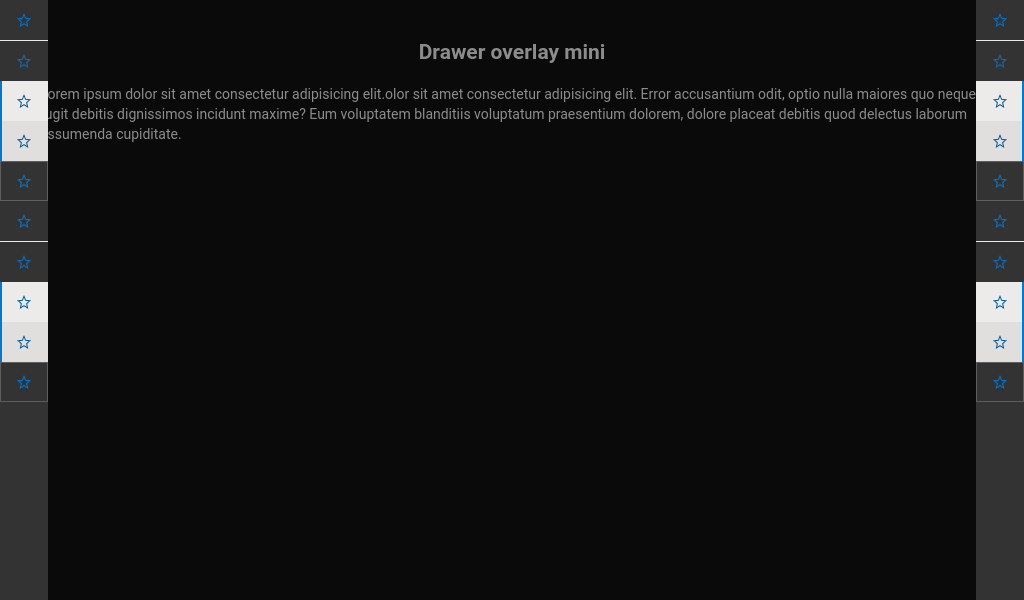 Drawer overlay mini
orem ipsum dolor sit amet consectetur adipisicing elit.olor sit amet consectetur adipisicing elit. Error accusantium odit, optio nulla maiores quo neque
ugit debitis dignissimos incidunt maxime? Eum voluptatem blanditiis voluptatum praesentium dolorem, dolore placeat debitis quod delectus laborum
ssumenda cupiditate.